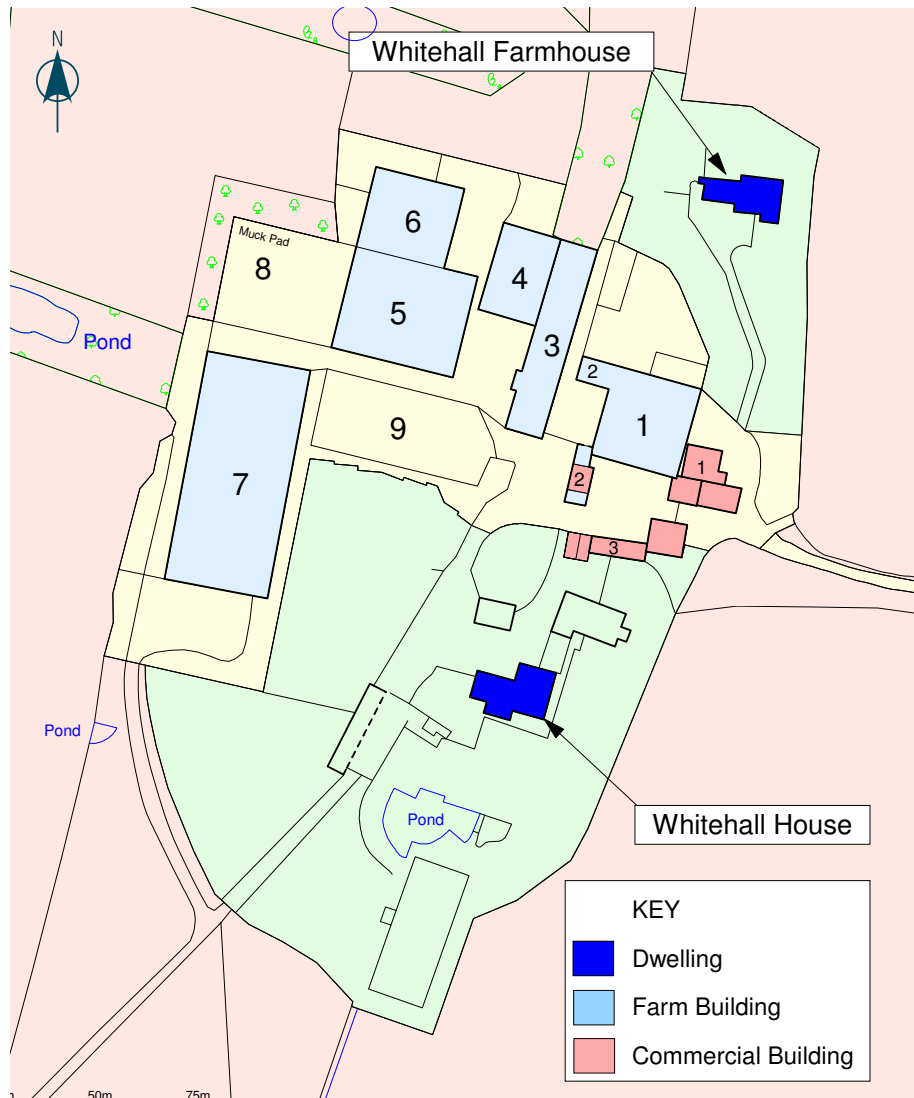 N
Whitehall Farmhouse
6
Muck Pad
8
4
5
3
Pond
2
1
9
7
1
2
3
Pond
Pond
Whitehall House
KEY
Dwelling
Farm Building
Commercial Building
50m
75m